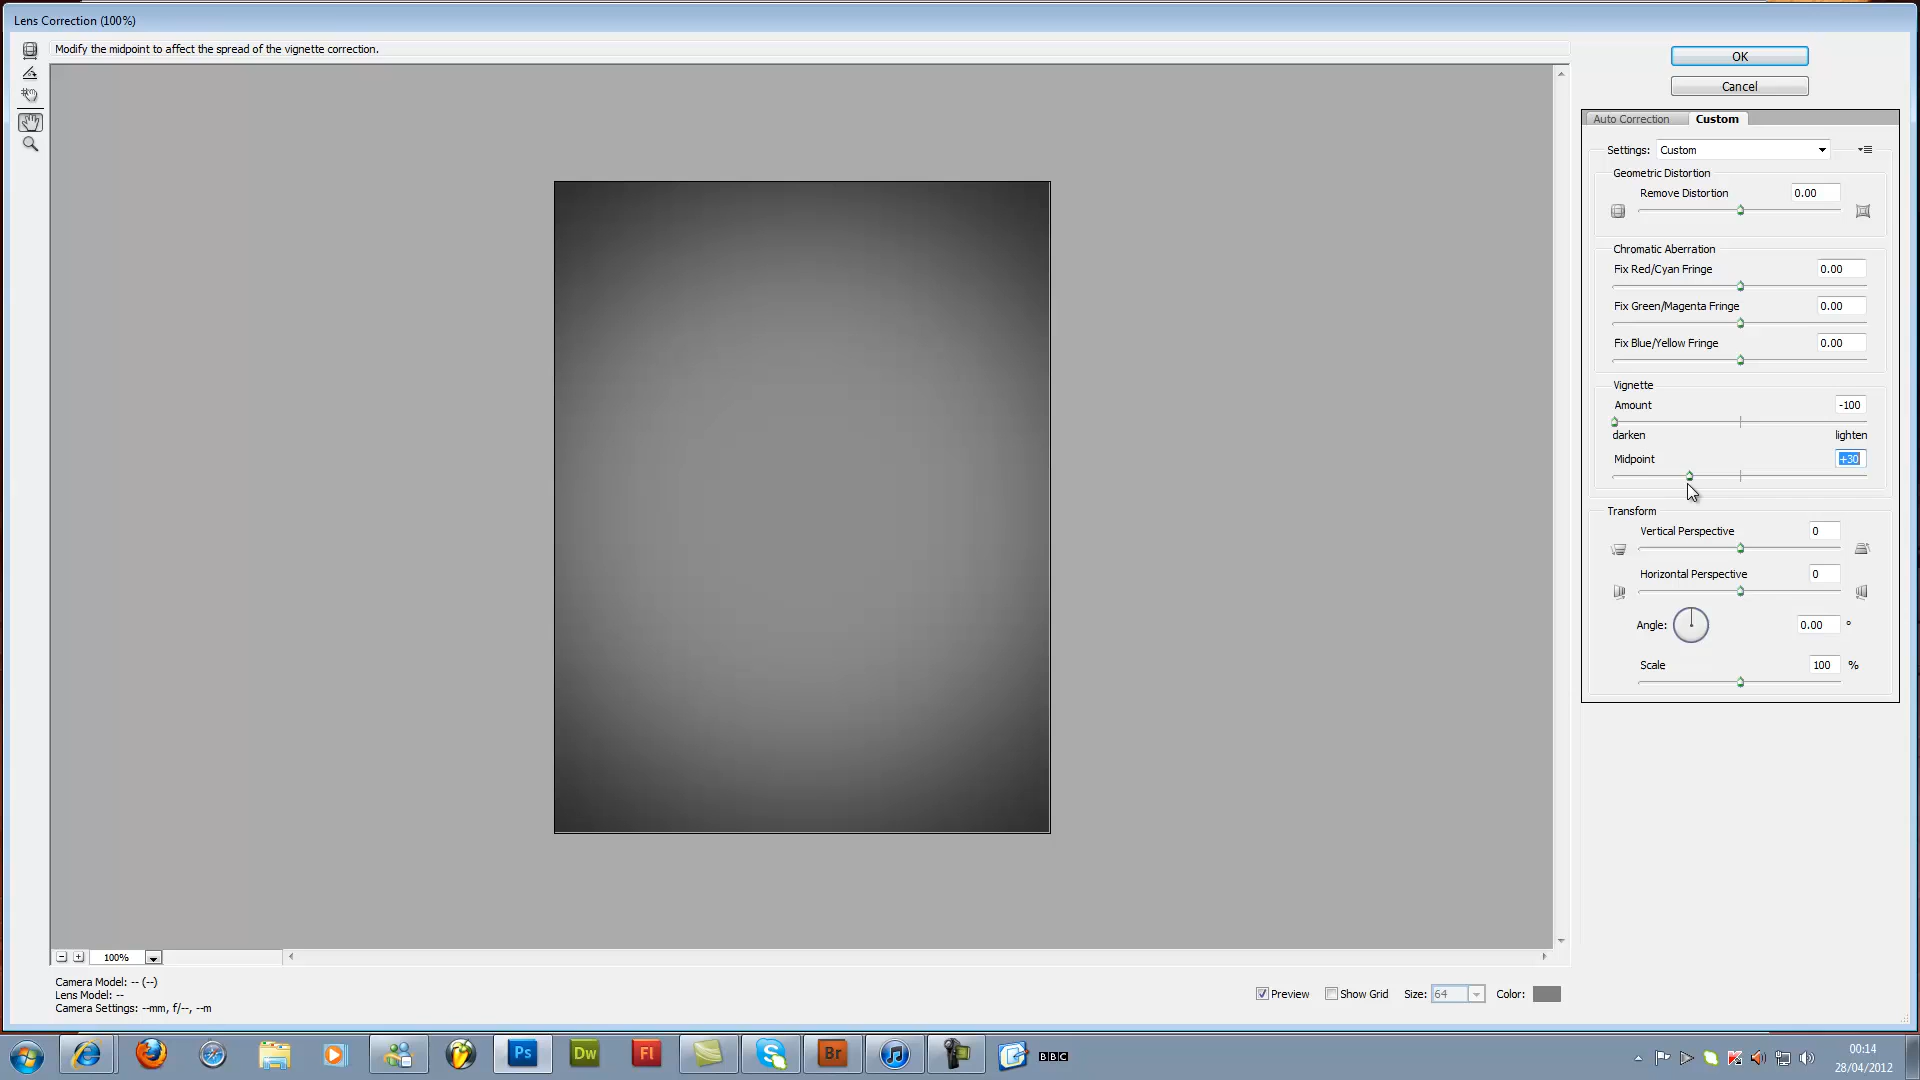 Lens Correction (100%)
Modify the midpoint to affect the spread of the vignette correction.
OK
Cancel
Auto Correction
Custom
Settings: Custom
Geometric Distortion
Remove Distortion 0.00
Chromatic Aberration
Fix Red/Cyan Fringe 0.00
Fix Green/Magenta Fringe 0.00
Fix Blue/Yellow Fringe 0.00
Vignette
Amount -100
darken lighten
Midpoint +30
Transform
Vertical Perspective 0
Horizontal Perspective 0
Angle: 0.00 °
Scale 100 %
100%
Camera Model: -- (--)
Lens Model: --
Camera Settings: --mm, f/--, --m
Preview Show Grid Size: 64 Color:
Ps Dw Fl Br BBC
00:14
28/04/2012